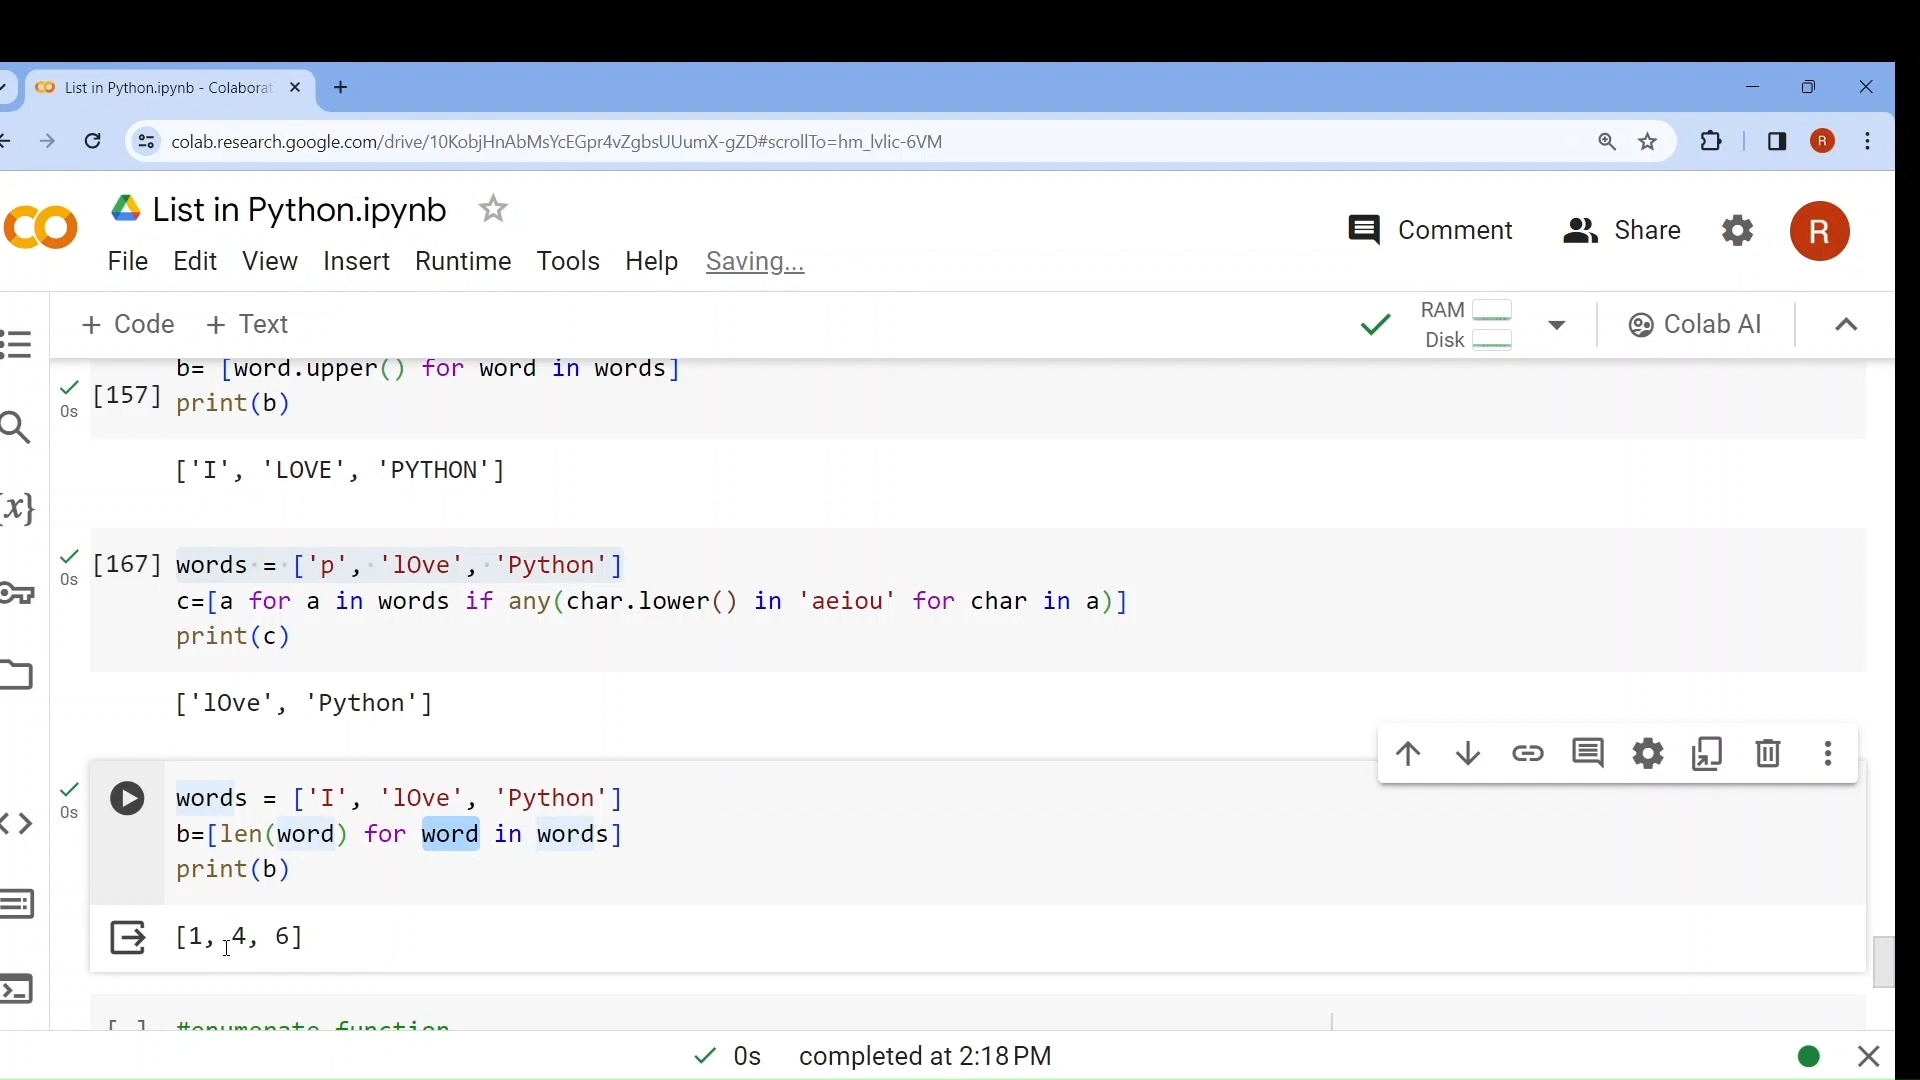 List in Python.ipynb - Colaborat
colab.research.google.com/drive/10KobjHnAbMsYcEGpr4vZgbsUUumX-gZD#scrollTo=hm_lvlic-6VM
R
List in Python.ipynb
Comment
Share
R
File Edit View Insert Runtime Tools Help Saving...
+ Code + Text
RAM
Disk
Colab AI
b= [word.upper() for word in words]
[157] print(b)
0s
['I', 'LOVE', 'PYTHON']
[167] words = ['p', 'lOve', 'Python']
0s
c=[a for a in words if any(char.lower() in 'aeiou' for char in a)]
print(c)
['lOve', 'Python']
{x}
words = ['I', 'lOve', 'Python']
0s
b=[len(word) for word in words]
print(b)
[1, 4, 6]
[ ] #enumerate function
0s completed at 2:18 PM